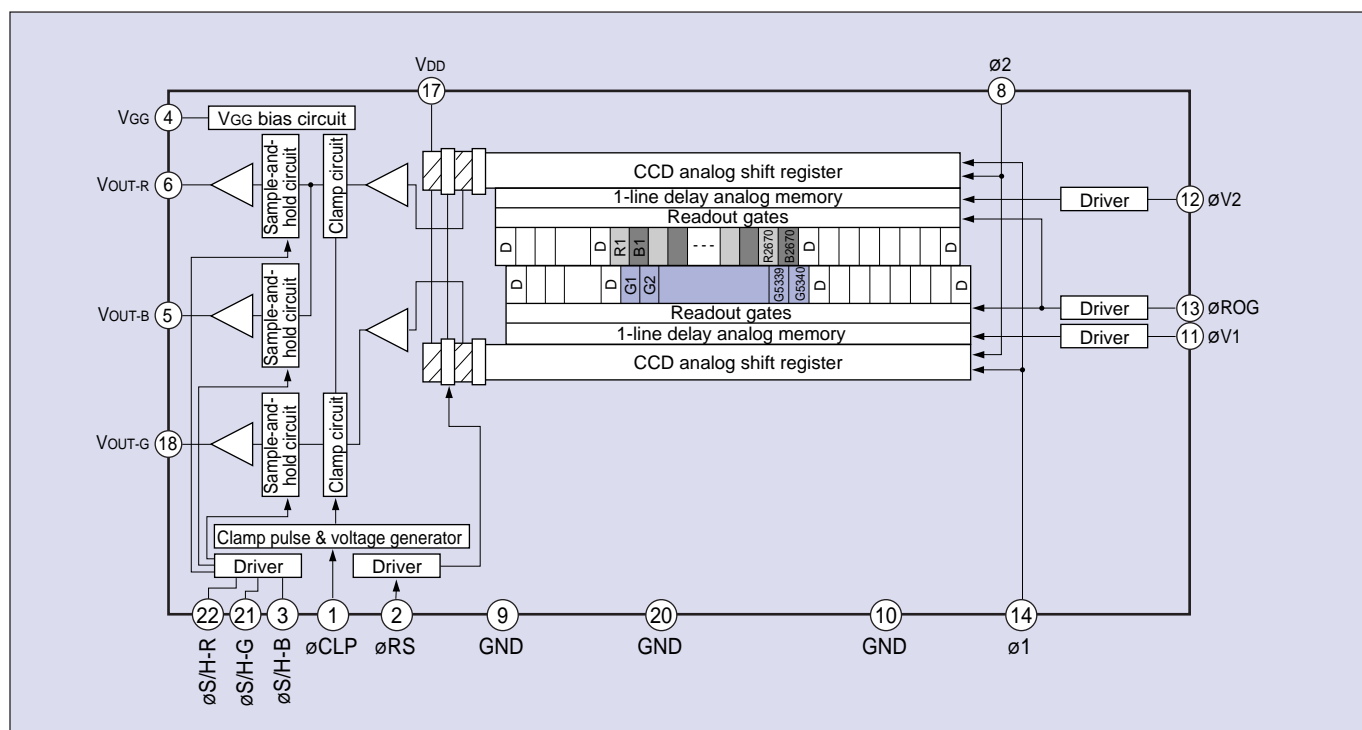 VDD
ø2
17
8
VGG
4
VGG bias circuit
VOUT-R
6
Sample-and-
hold circuit
Clamp circuit
CCD analog shift register
1-line delay analog memory
Driver
12
øV2
Readout gates
D
D
R1
B1
---
R2670
B2670
D
D
D
D
G1
G2
G5339
G5340
D
D
VOUT-B
5
Sample-and-
hold circuit
Readout gates
Driver
13
øROG
1-line delay analog memory
Driver
11
øV1
CCD analog shift register
VOUT-G
18
Sample-and-
hold circuit
Clamp circuit
Clamp pulse & voltage generator
Driver
Driver
22
21
3
1
2
9
20
10
14
øS/H-R
øS/H-G
øS/H-B
øCLP
øRS
GND
GND
GND
ø1